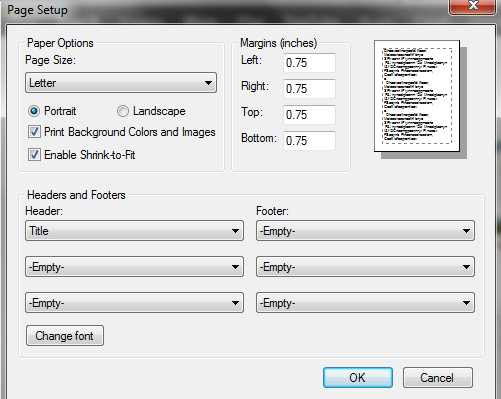 Page Setup
Paper Options
Page Size:
Letter
Portrait
Landscape
Print Background Colors and Images
Enable Shrink-to-Fit
Margins (inches)
Left:
0.75
Right:
0.75
Top:
0.75
Bottom:
0.75
Headers and Footers
Header:
Footer:
Title
-Empty-
-Empty-
-Empty-
-Empty-
-Empty-
Change font
OK
Cancel